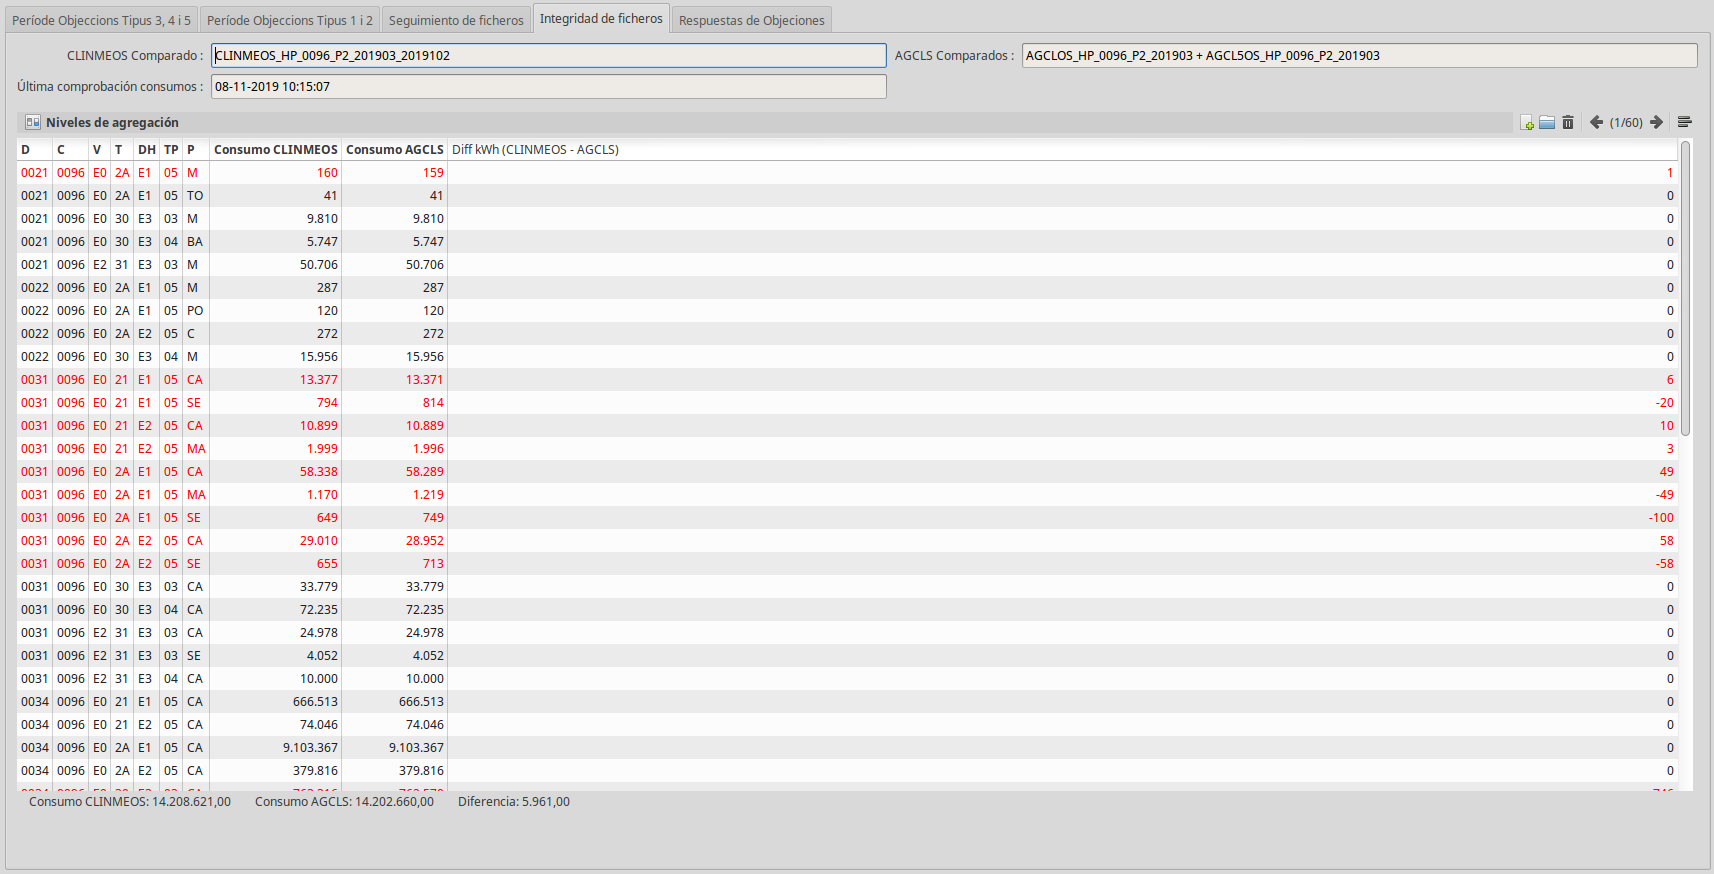 Període Objeccions Tipus 3, 4 i 5 Període Objeccions Tipus 1 i 2 Seguimiento de ficheros Integridad de ficheros Respuestas de Objeciones
CLINMEOS Comparado : CLINMEOS_HP_0096_P2_201903_2019102 AGCLS Comparados : AGCLOS_HP_0096_P2_201903 + AGCL5OS_HP_0096_P2_201903
Última comprobación consumos : 08-11-2019 10:15:07
Niveles de agregación (1/60)
D C V T DH TP P Consumo CLINMEOS Consumo AGCLS Diff kWh (CLINMEOS - AGCLS)
0021 0096 E0 2A E1 05 M 160 159 1
0021 0096 E0 2A E1 05 TO 41 41 0
0021 0096 E0 30 E3 03 M 9.810 9.810 0
0021 0096 E0 30 E3 04 BA 5.747 5.747 0
0021 0096 E2 31 E3 03 M 50.706 50.706 0
0022 0096 E0 2A E1 05 M 287 287 0
0022 0096 E0 2A E1 05 PO 120 120 0
0022 0096 E0 2A E2 05 C 272 272 0
0022 0096 E0 30 E3 04 M 15.956 15.956 0
0031 0096 E0 21 E1 05 CA 13.377 13.371 6
0031 0096 E0 21 E1 05 SE 794 814 -20
0031 0096 E0 21 E2 05 CA 10.899 10.889 10
0031 0096 E0 21 E2 05 MA 1.999 1.996 3
0031 0096 E0 2A E1 05 CA 58.338 58.289 49
0031 0096 E0 2A E1 05 MA 1.170 1.219 -49
0031 0096 E0 2A E1 05 SE 649 749 -100
0031 0096 E0 2A E2 05 CA 29.010 28.952 58
0031 0096 E0 2A E2 05 SE 655 713 -58
0031 0096 E0 30 E3 03 CA 33.779 33.779 0
0031 0096 E0 30 E3 04 CA 72.235 72.235 0
0031 0096 E2 31 E3 03 CA 24.978 24.978 0
0031 0096 E2 31 E3 03 SE 4.052 4.052 0
0031 0096 E2 31 E3 04 CA 10.000 10.000 0
0034 0096 E0 21 E1 05 CA 666.513 666.513 0
0034 0096 E0 21 E2 05 CA 74.046 74.046 0
0034 0096 E0 2A E1 05 CA 9.103.367 9.103.367 0
0034 0096 E0 2A E2 05 CA 379.816 379.816 0
Consumo CLINMEOS: 14.208.621,00 Consumo AGCLS: 14.202.660,00 Diferencia: 5.961,00